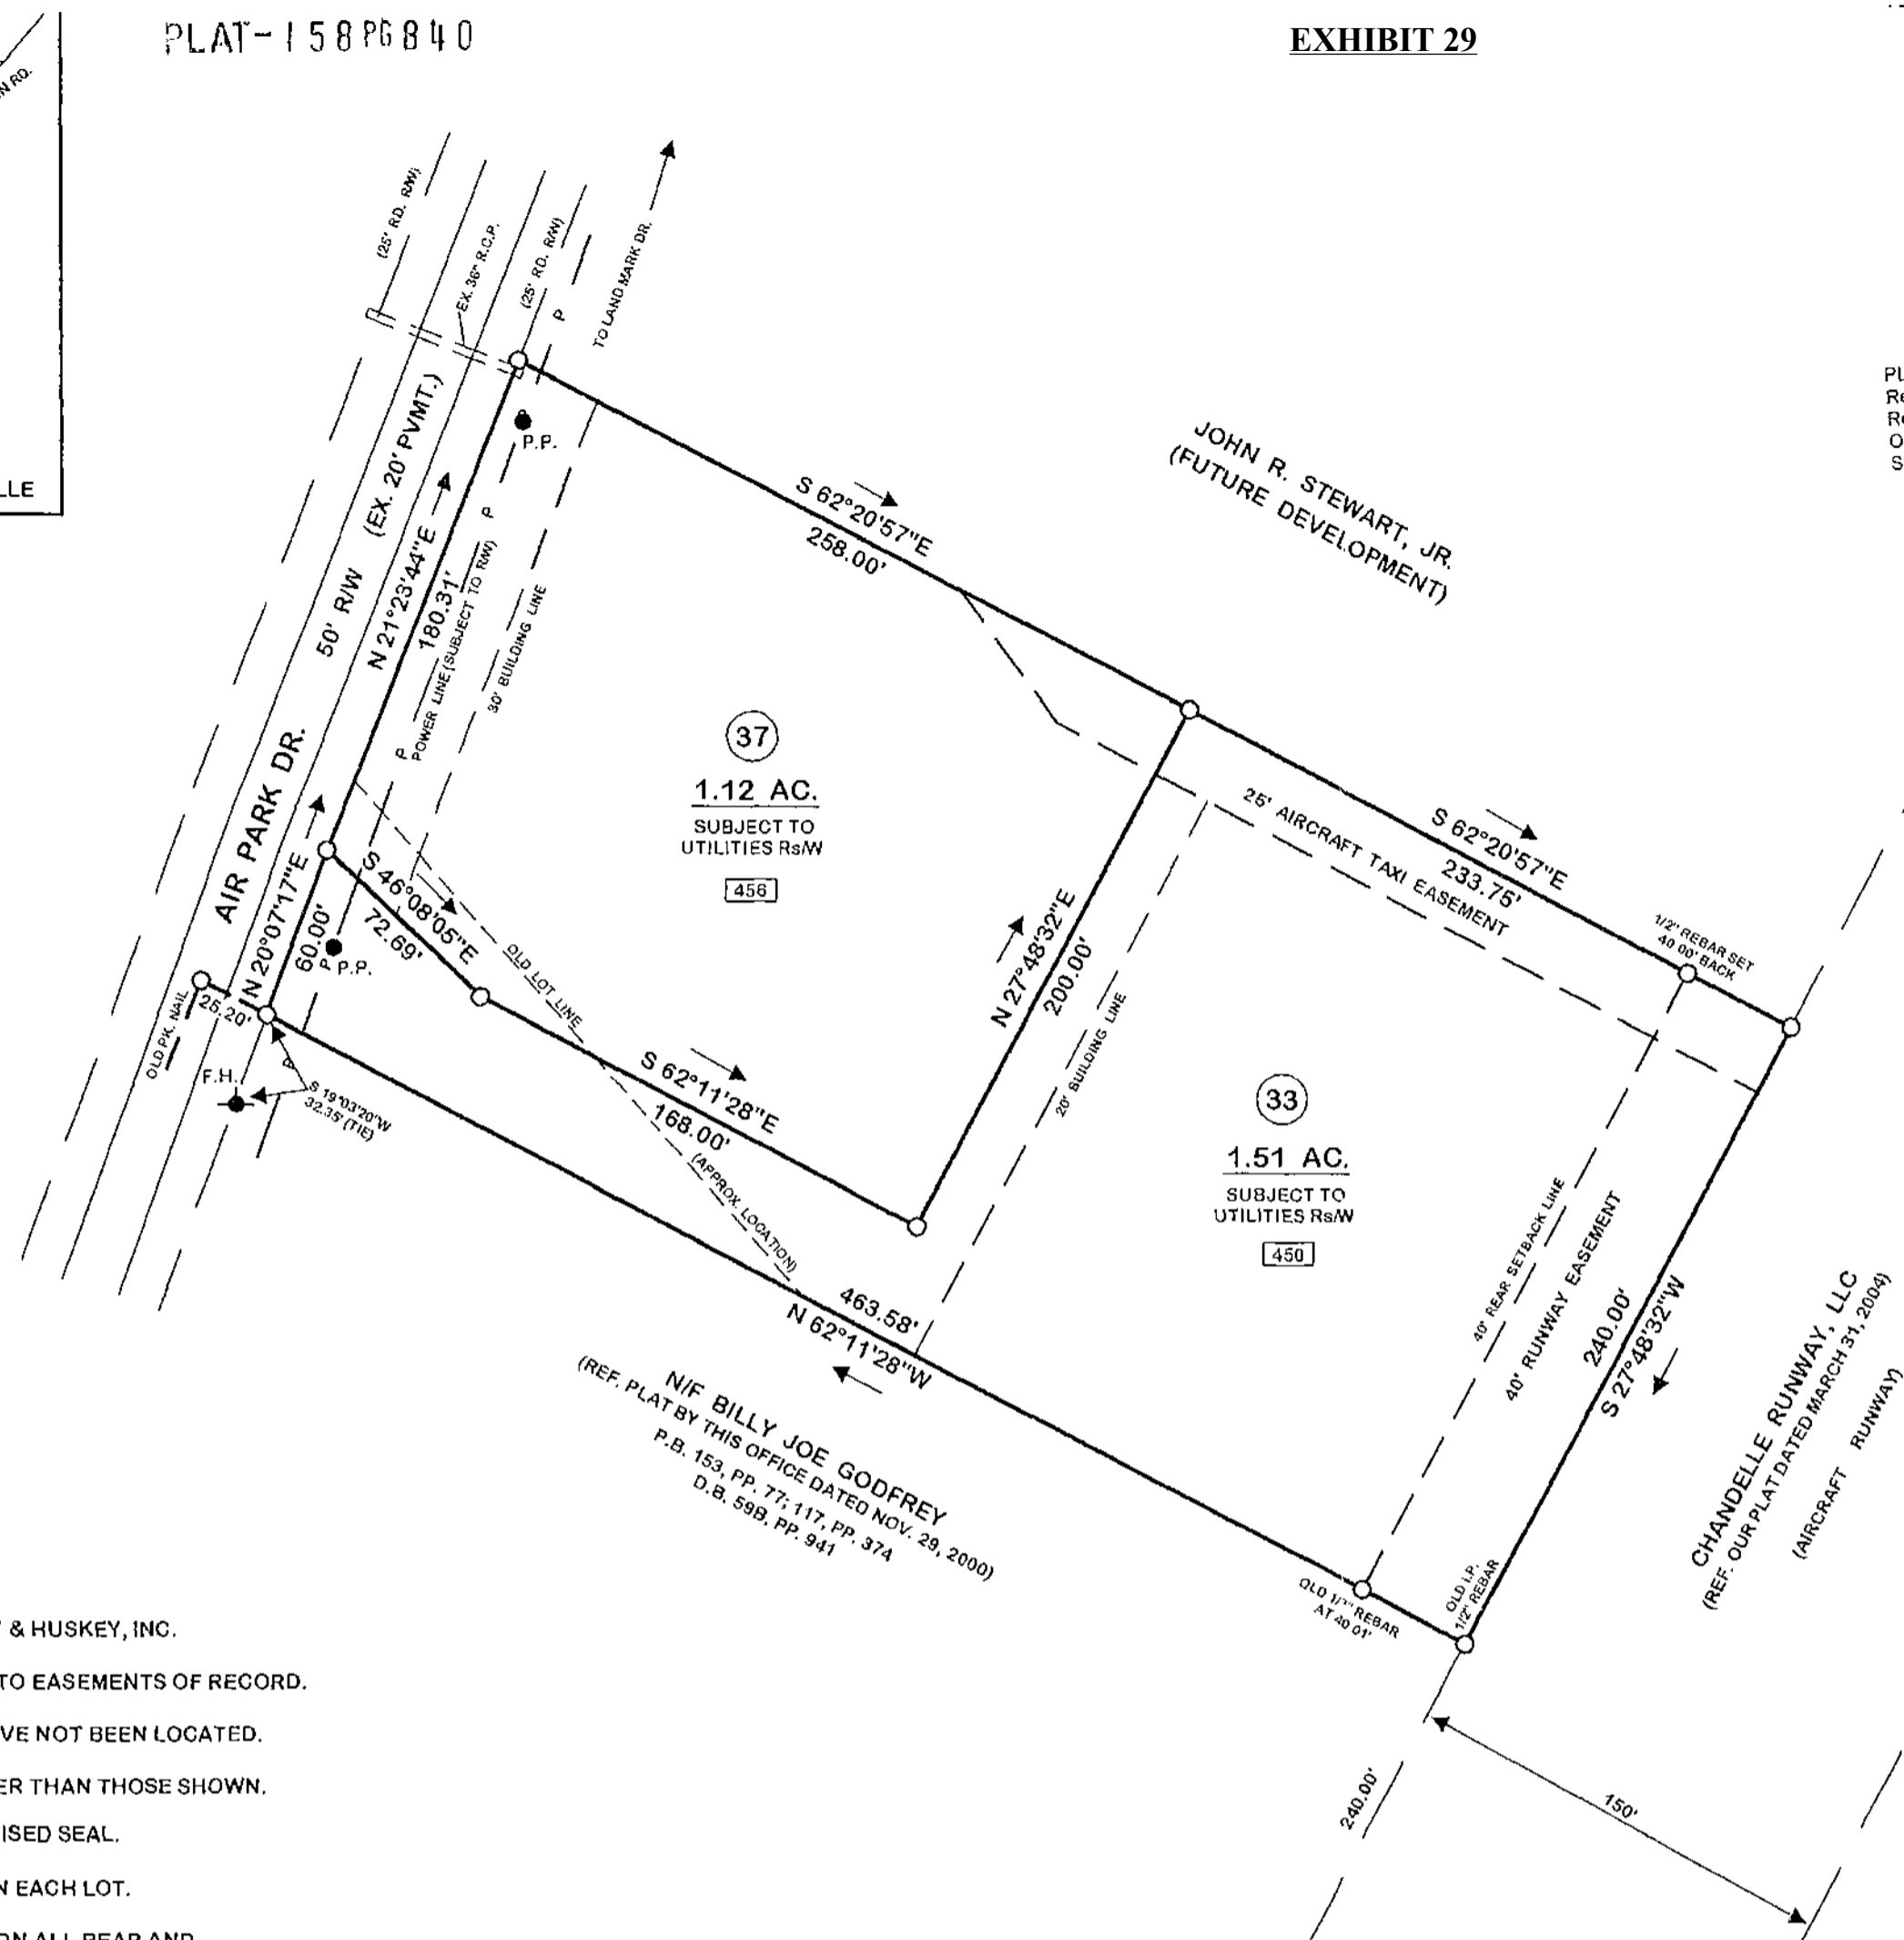 PLAT-158PG840
EXHIBIT 29
N RD.
LLE
(25' RD. R/W)
EX. 36" R.C.P.
(25' RD. R/W)
P
TO LAND MARK DR.
Re
S
P.P.
JOHN R. STEWART, JR.
(FUTURE DEVELOPMENT)
S 62°20'57"E
258.00'
AIR PARK DR.
50' R/W
(EX. 20' PVMT.)
N 21°23'44"E
180.31'
P
POWER LINE (SUBJECT TO R/W)
P
30' BUILDING LINE
37
1.12 AC.
SUBJECT TO
UTILITIES Rs/W
456
25' AIRCRAFT TAXI EASEMENT
S 62°20'57"E
233.75'
1/2" REBAR SET
40.00' BACK
N 20°07'17"E
60.00'
S 46°08'05"E
72.69'
P
P.P.
OLD LOT LINE
(APPROX. LOCATION)
OLD PK. NAIL
25.20'
F.H.
P
S 19°03'20"W
32.35' (TIE)
S 62°11'28"E
168.00'
N 27°48'32"E
200.00'
20' BUILDING LINE
33
1.51 AC.
SUBJECT TO
UTILITIES Rs/W
450
40' REAR SETBACK LINE
40' RUNWAY EASEMENT
240.00'
S 27°48'32"W
CHANDELLE RUNWAY, LLC
(REF. OUR PLAT DATED MARCH 31, 2004)
(AIRCRAFT RUNWAY)
463.58'
N 62°11'28"W
N/F BILLY JOE GODFREY
(REF. PLAT BY THIS OFFICE DATED NOV. 29, 2000)
P.B. 153, PP. 77; 117, PP. 374
D.B. 59B, PP. 941
OLD 1/2" REBAR
AT 40.01'
OLD I.P.
1/2" REBAR
240.00'
150'
& HUSKEY, INC.
TO EASEMENTS OF RECORD.
VE NOT BEEN LOCATED.
ER THAN THOSE SHOWN.
ISED SEAL.
N EACH LOT.
ON ALL REAR AND